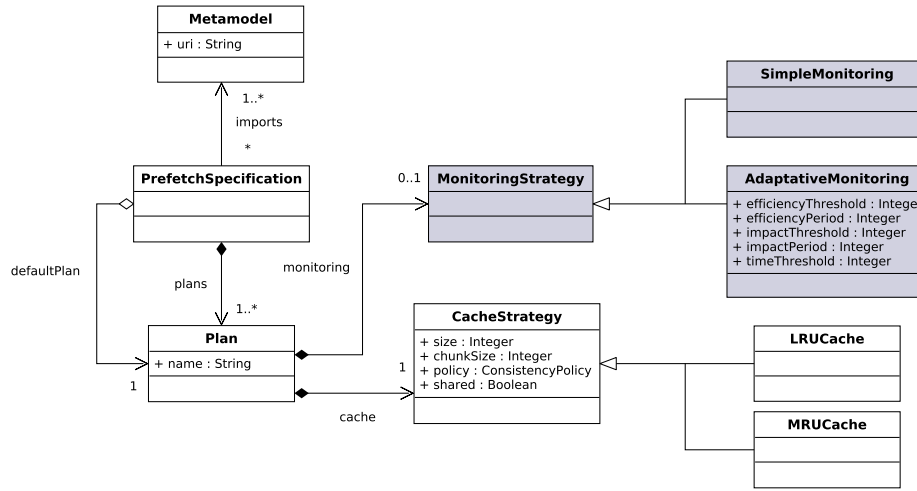 Metamodel
+ uri : String
1..*
imports
*
PrefetchSpecification
defaultPlan
plans
1..*
Plan
+ name : String
1
monitoring
0..1
MonitoringStrategy
SimpleMonitoring
AdaptativeMonitoring
+ efficiencyThreshold : Intege
+ efficiencyPeriod : Integer
+ impactThreshold : Integer
+ impactPeriod : Integer
+ timeThreshold : Integer
CacheStrategy
+ size : Integer
+ chunkSize : Integer
+ policy : ConsistencyPolicy
+ shared : Boolean
1
cache
LRUCache
MRUCache